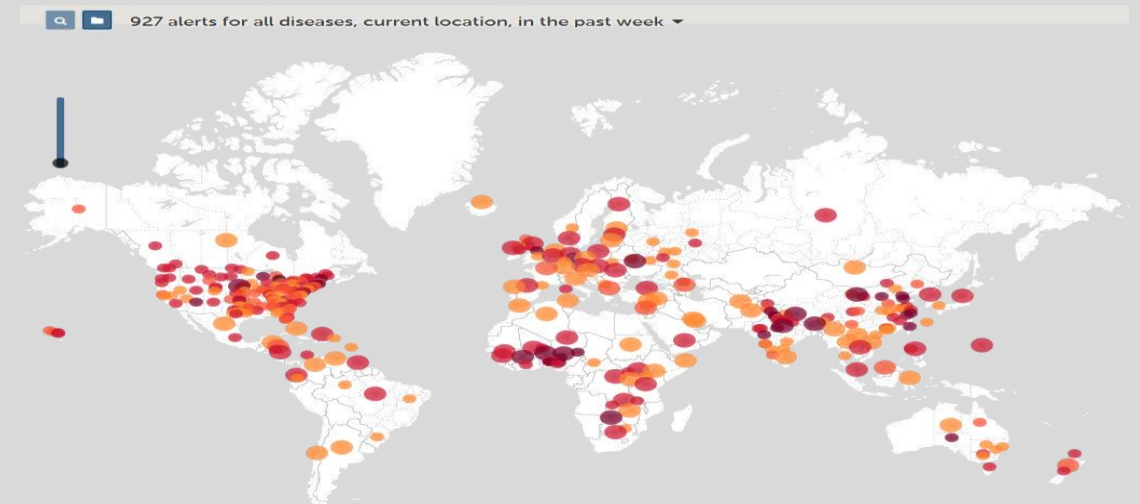 927 alerts for all diseases, current location, in the past week